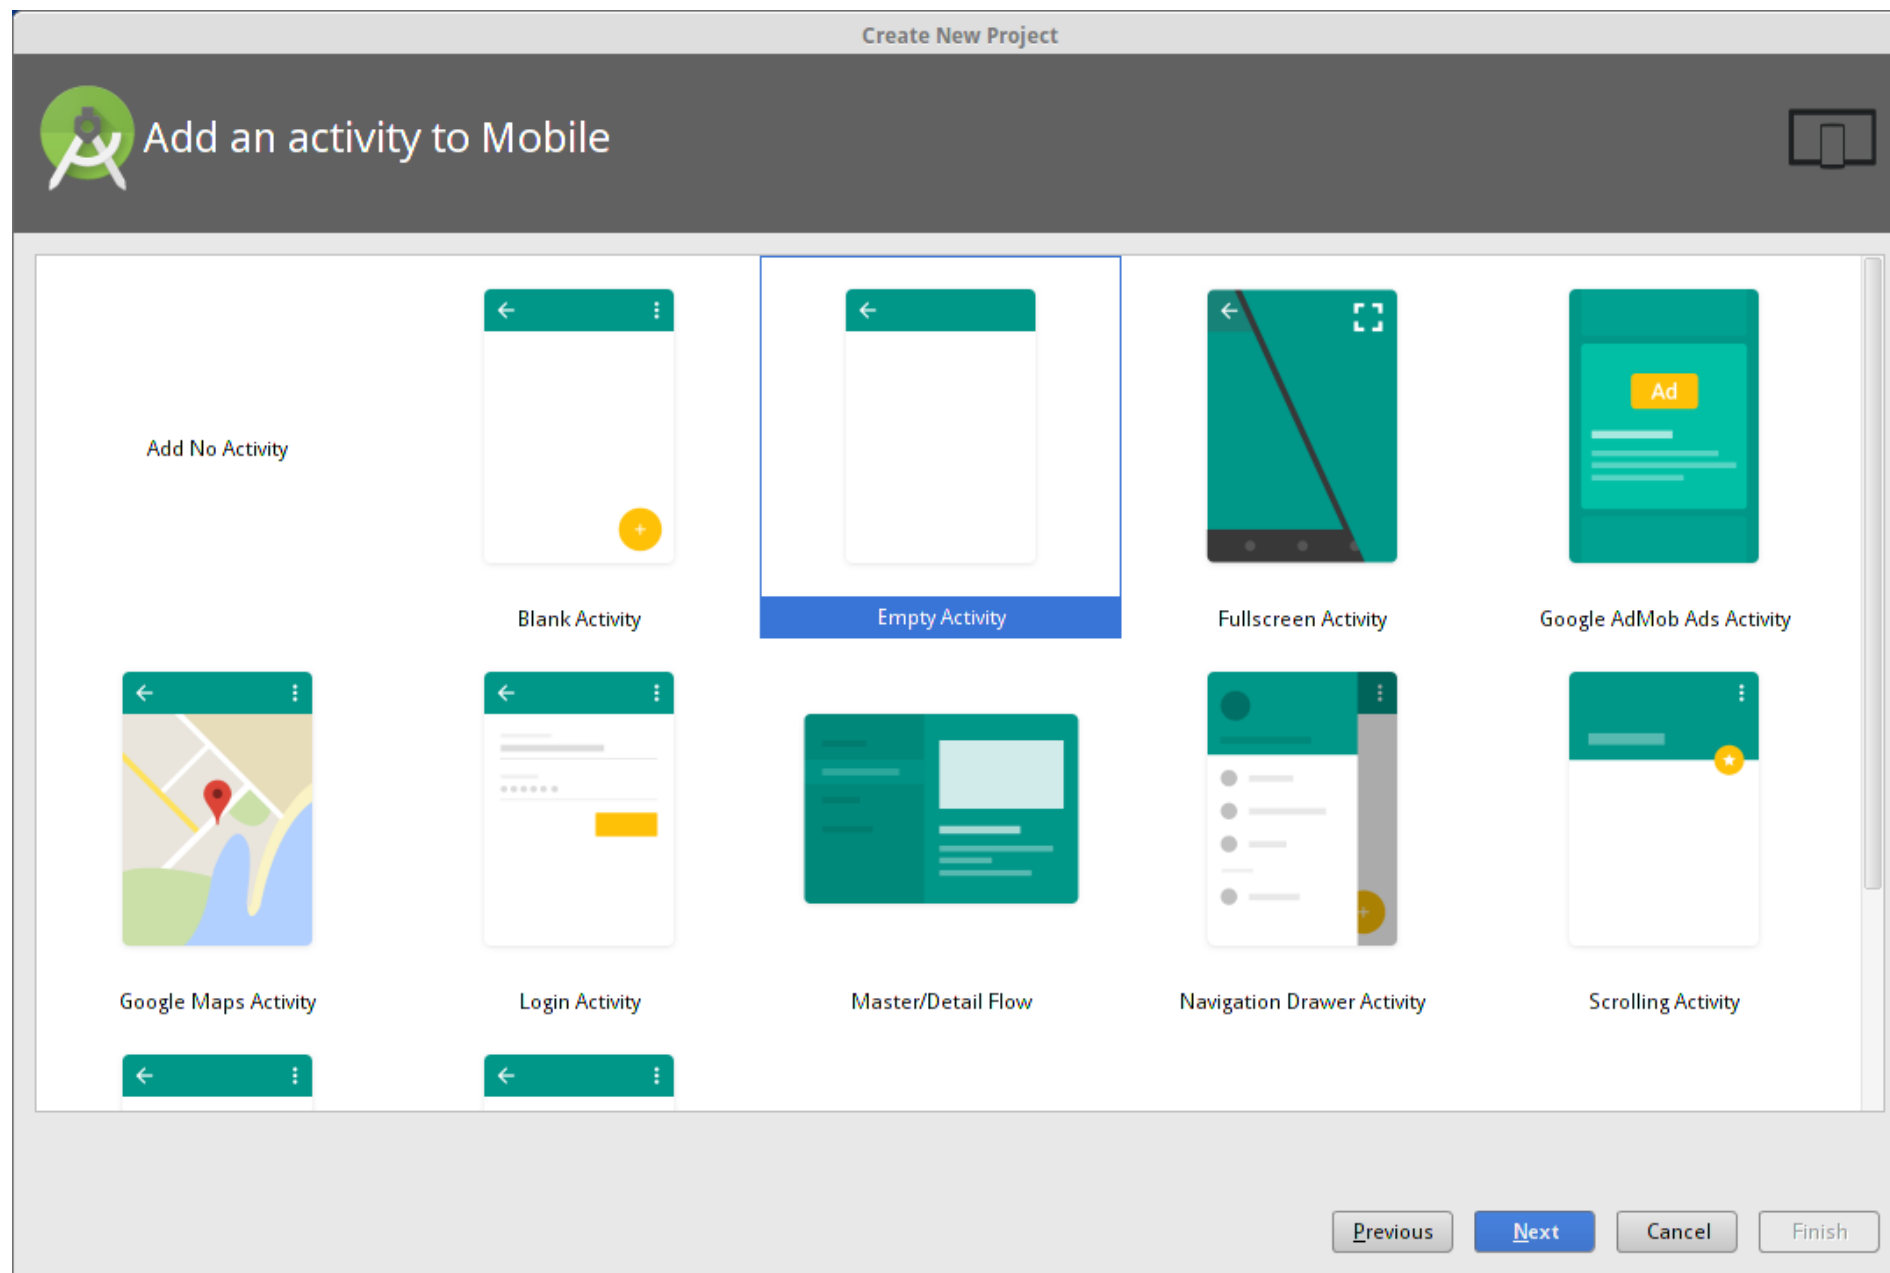 Create New Project
Add an activity to Mobile
Ad
Add No Activity
Blank Activity
Empty Activity
Fullscreen Activity
Google AdMob Ads Activity
Google Maps Activity
Login Activity
Master/Detail Flow
Navigation Drawer Activity
Scrolling Activity
Previous
Next
Cancel
Finish